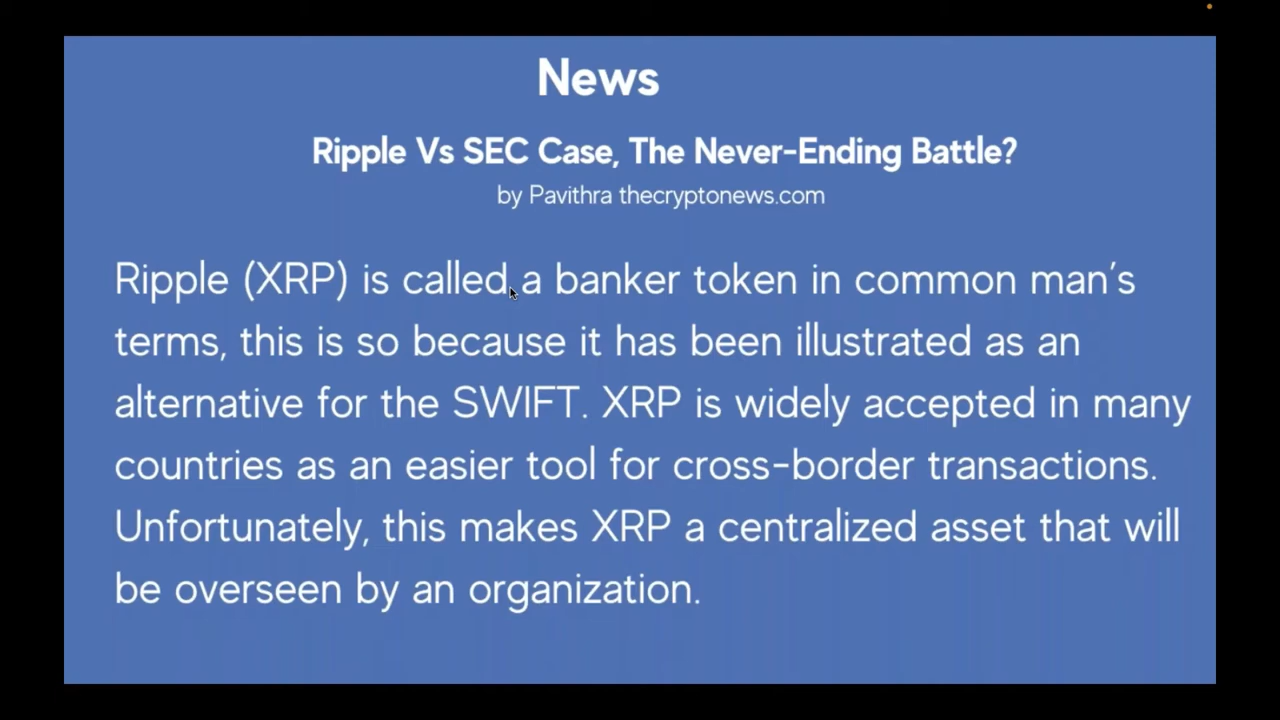 News
Ripple Vs SEC Case, The Never-Ending Battle?
by Pavithra thecryptonews.com
Ripple (XRP) is called a banker token in common man's
terms, this is so because it has been illustrated as an
alternative for the SWIFT. XRP is widely accepted in many
countries as an easier tool for cross-border transactions.
Unfortunately, this makes XRP a centralized asset that will
be overseen by an organization.